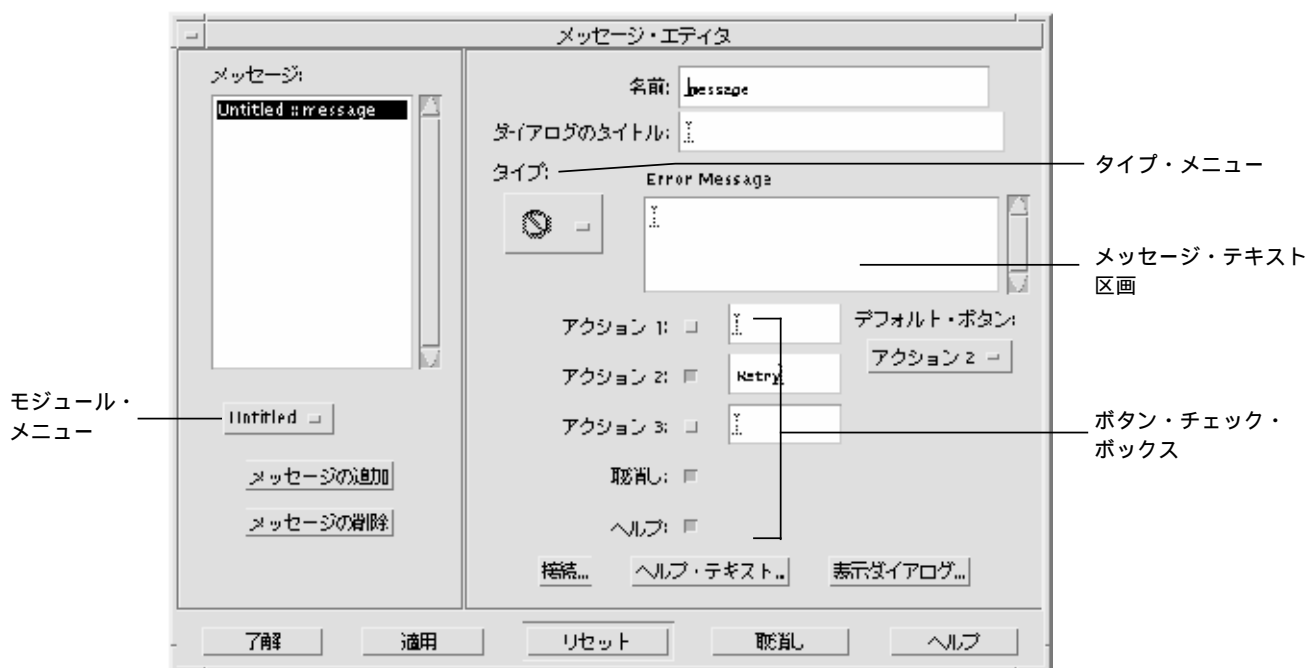 メッセージ・エディタ
メッセージ:
Untitled ::message
モジュール・
メニュー
Untitled
メッセージの追加
メッセージの削除
名前: message
ダイアログのタイトル:
タイプ:
タイプ・メニュー
Error Message
メッセージ・テキスト
区画
アクション 1:
デフォルト・ボタン:
アクション 2
アクション 2: Retry
アクション 3:
ボタン・チェック・
ボックス
取消し:
ヘルプ:
接続... ヘルプ・テキスト... 表示ダイアログ...
了解 適用 リセット 取消し ヘルプ